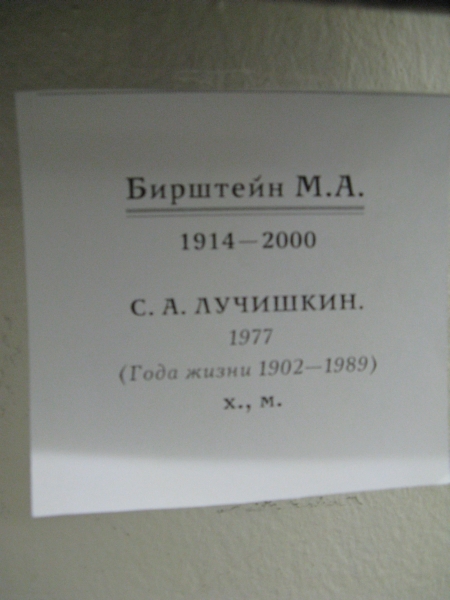 Бирштейн М.А.
1914—2000
С. А. ЛУЧИШКИН.
1977
(Года жизни 1902—1989)
х., м.